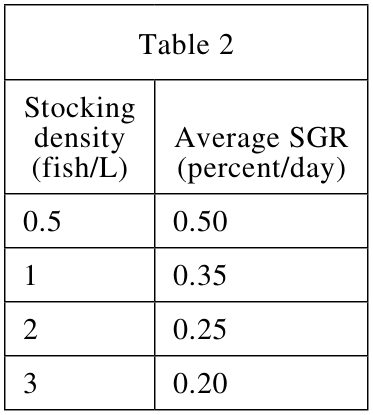 Table 2
Stocking
density
(fish/L)
Average SGR
(percent/day)
0.5 0.50
1 0.35
2 0.25
3 0.20